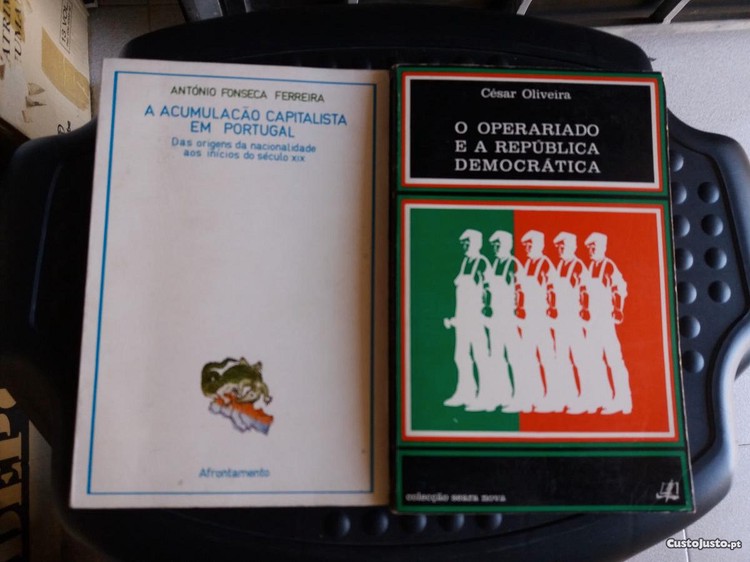 ANTÓNIO FONSECA FERREIRA
A ACUMULAÇÃO CAPITALISTA
EM PORTUGAL
Das origens da nacionalidade
aos inícios do século XIX
Afrontamento
César Oliveira
O OPERARIADO
E A REPÚBLICA
DEMOCRÁTICA
colecção seara nova
CustoJusto.pt